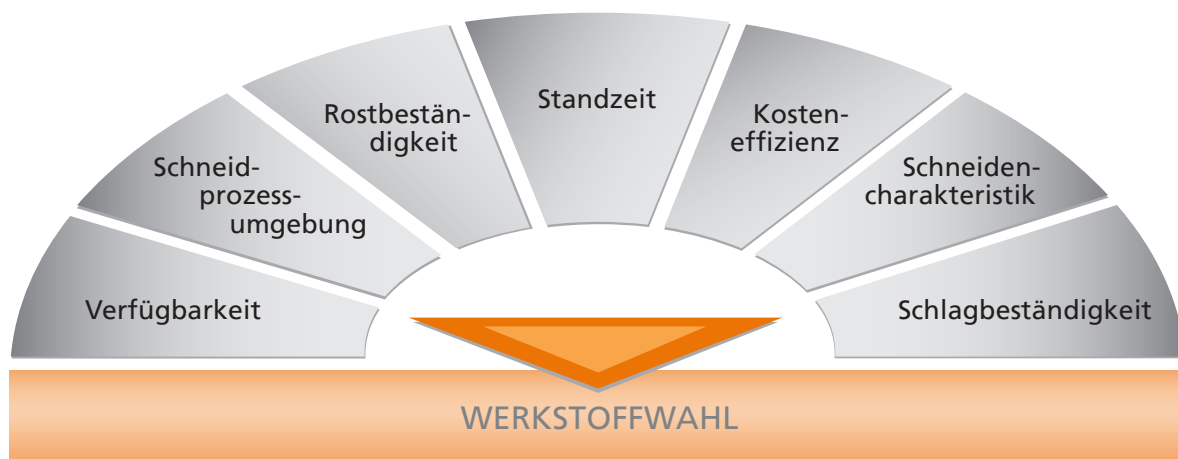 Verfügbarkeit
Schneid-
prozess-
umgebung
Rostbestän-
digkeit
Standzeit
Kosten-
effizienz
Schneiden-
charakteristik
Schlagbeständigkeit
WERKSTOFFWAHL